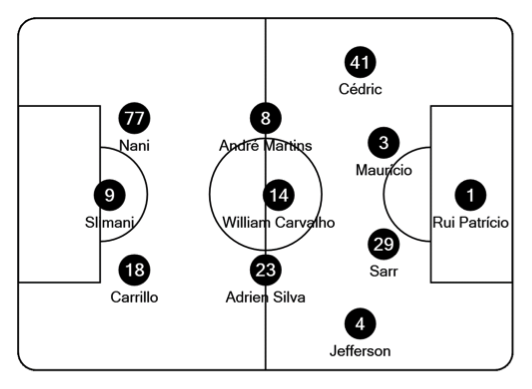 41
Cédric
77
Nani
8
André Martins
3
Maurício
9
Slimani
14
William Carvalho
1
Rui Patrício
29
Sarr
18
Carrillo
23
Adrien Silva
4
Jefferson